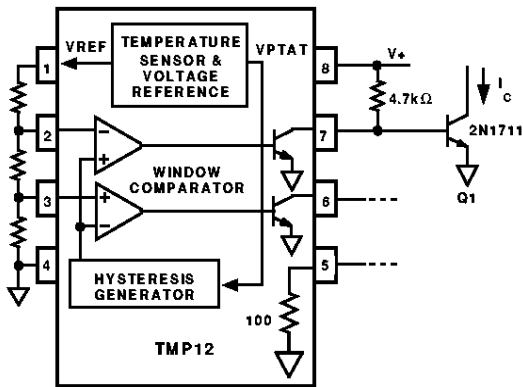 TEMPERATURE
SENSOR &
VOLTAGE
REFERENCE
VREF
VPTAT
1
2
3
4
8
7
6
5
V+
4.7kΩ
I
C
2N1711
Q1
–
+
WINDOW
COMPARATOR
+
–
HYSTERESIS
GENERATOR
100
TMP12